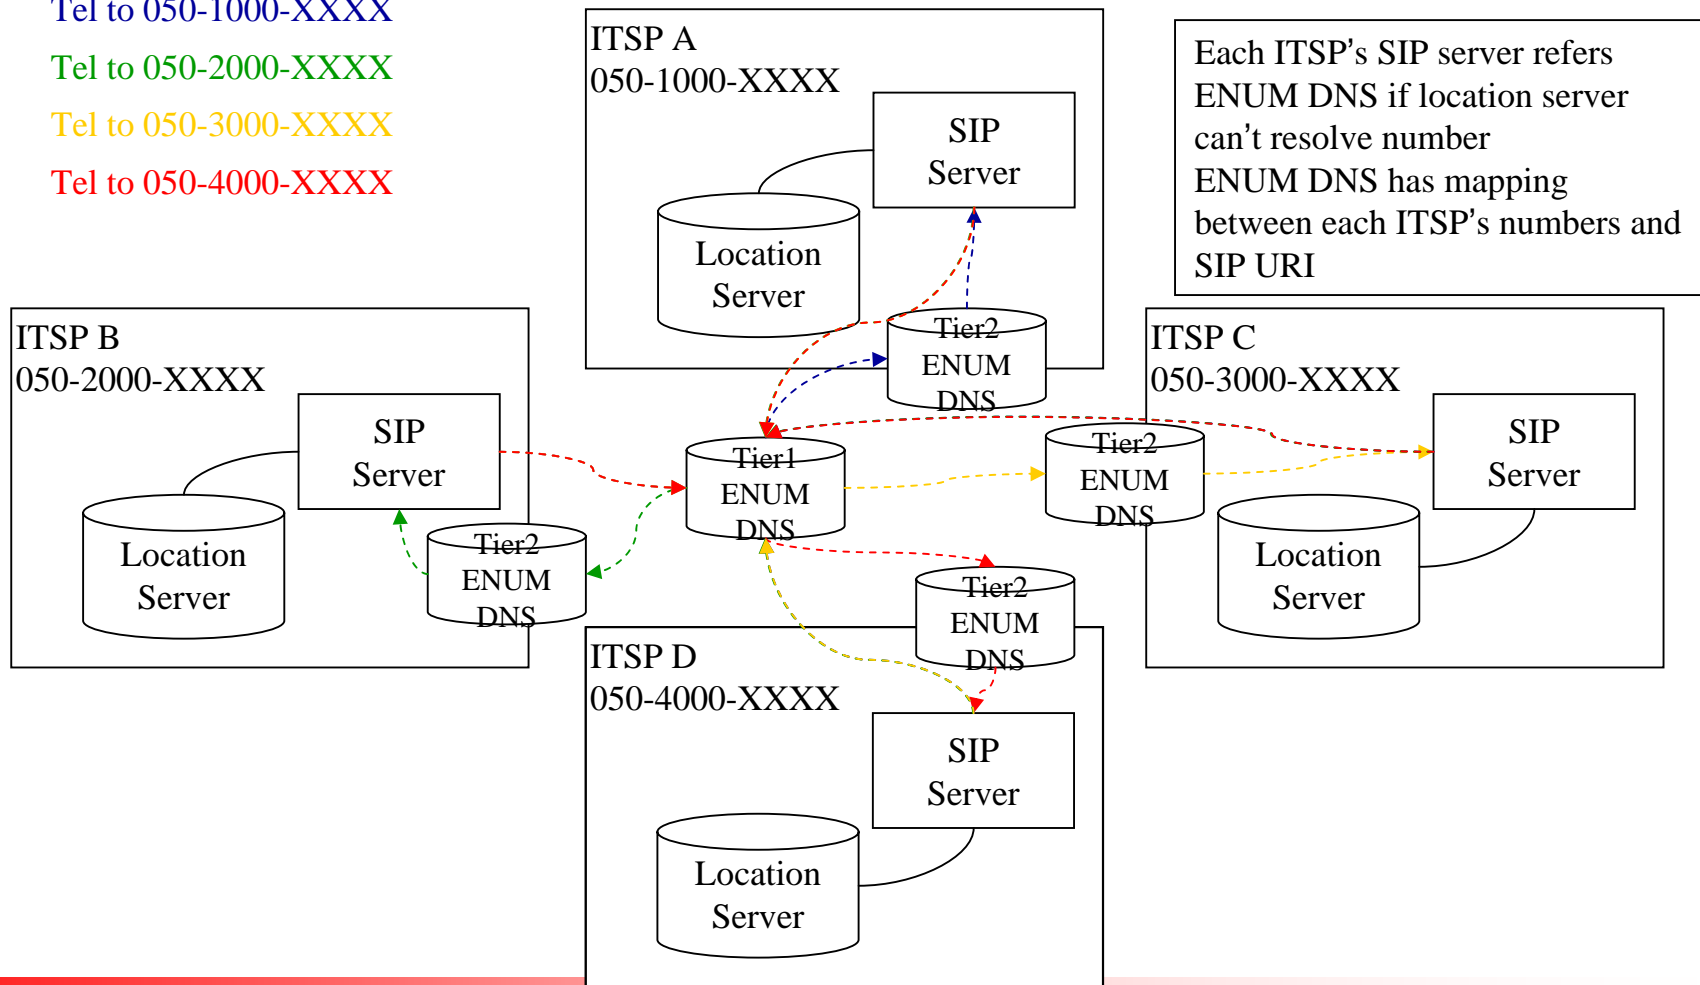 Tel to 050-1000-XXXX
Tel to 050-2000-XXXX
Tel to 050-3000-XXXX
Tel to 050-4000-XXXX
ITSP A
050-1000-XXXX
SIP
Server
Location
Server
Tier2
ENUM
DNS
Each ITSP’s SIP server refers
ENUM DNS if location server
can’t resolve number
ENUM DNS has mapping
between each ITSP’s numbers and
SIP URI
ITSP B
050-2000-XXXX
SIP
Server
Location
Server
Tier2
ENUM
DNS
Tier1
ENUM
DNS
ITSP C
050-3000-XXXX
Tier2
ENUM
DNS
SIP
Server
Location
Server
ITSP D
050-4000-XXXX
Tier2
ENUM
DNS
SIP
Server
Location
Server